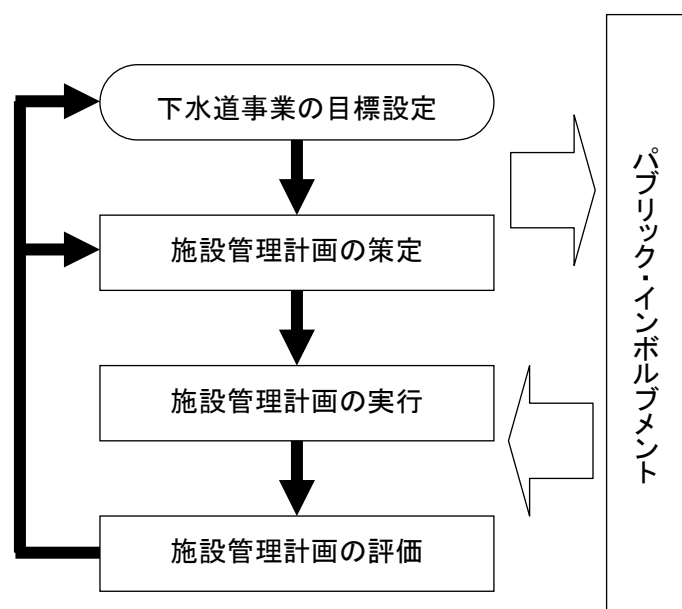 下水道事業の目標設定
施設管理計画の策定
施設管理計画の実行
施設管理計画の評価
パブリック・インボルブメント